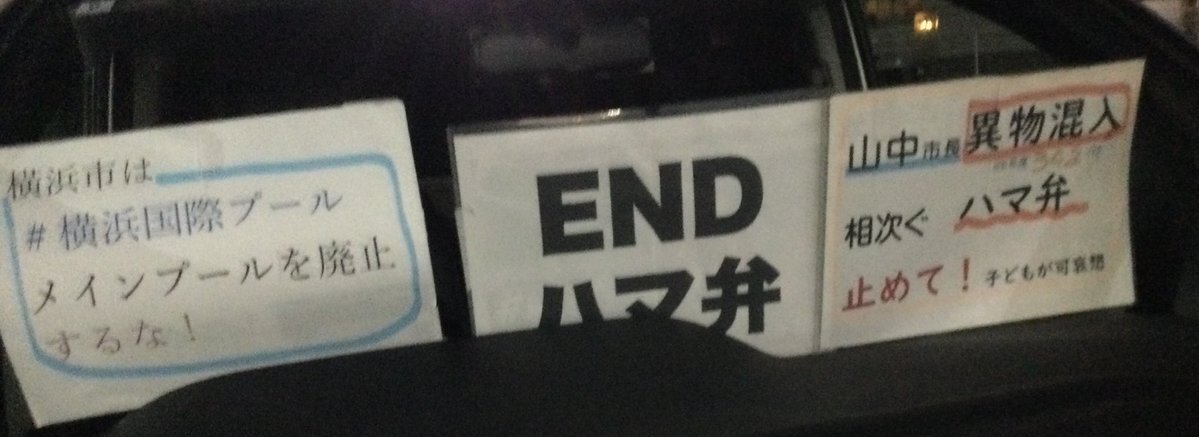 横浜市は
#横浜国際プール
メインプールを廃止
するな!
END
ハマ弁
山中市長異物混入
相次ぐ ハマ弁
止めて!子どもが可哀想